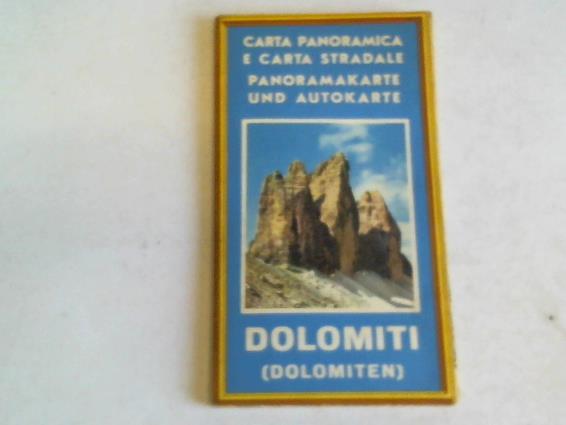 CARTA PANORAMICA
E CARTA STRADALE
PANORAMAKARTE
UND AUTOKARTE
DOLOMITI
(DOLOMITEN)